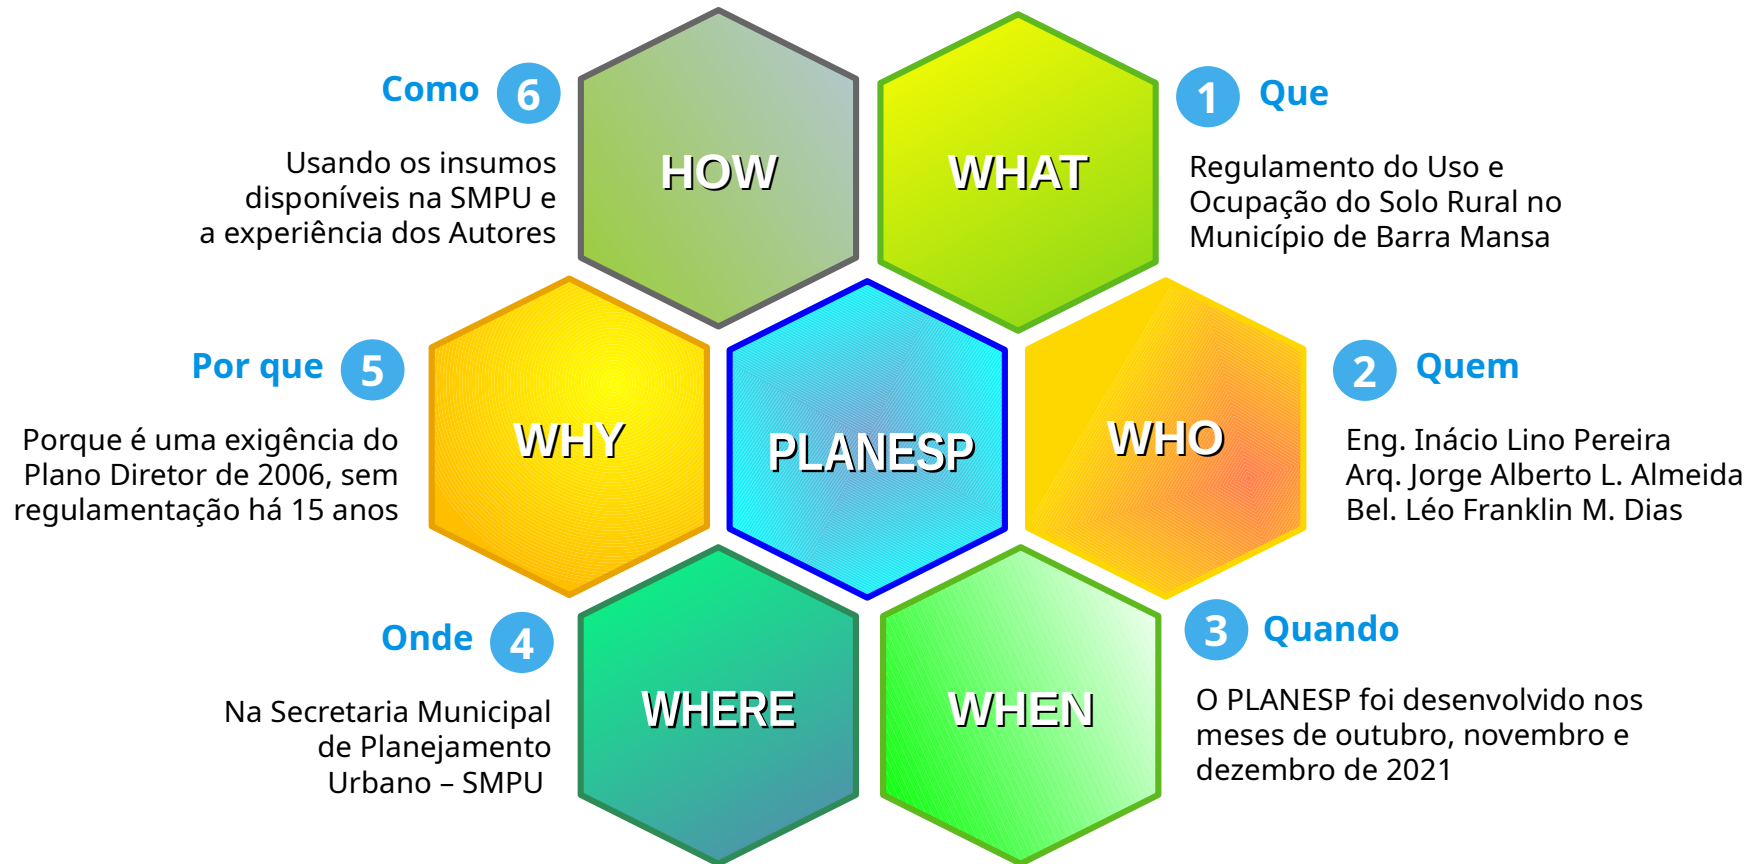 Como
6
HOW
Usando os insumos
disponíveis na SMPU e
a experiência dos Autores
WHAT
1
Que
Regulamento do Uso e
Ocupação do Solo Rural no
Município de Barra Mansa
Por que
5
WHY
Porque é uma exigência do
Plano Diretor de 2006, sem
regulamentação há 15 anos
PLANESP
WHO
2
Quem
Eng. Inácio Lino Pereira
Arq. Jorge Alberto L. Almeida
Bel. Léo Franklin M. Dias
Onde
4
WHERE
Na Secretaria Municipal
de Planejamento
Urbano – SMPU
WHEN
3
Quando
O PLANESP foi desenvolvido nos
meses de outubro, novembro e
dezembro de 2021